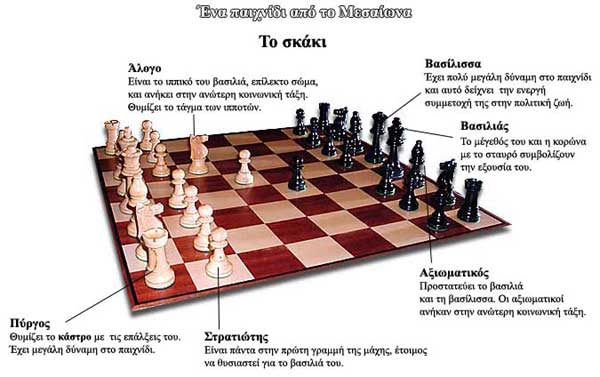 Ένα παιχνίδι από το Μεσαίωνα
Το σκάκι
Άλογο
Είναι το ιππικό του βασιλιά, επίλεκτο σώμα,
και ανήκει στην ανώτερη κοινωνική τάξη.
Θυμίζει το τάγμα των ιπποτών.
Βασίλισσα
Έχει πολύ μεγάλη δύναμη στο παιχνίδι
και αυτό δείχνει την ενεργή
συμμετοχή της στην πολιτική ζωή.
Βασιλιάς
Το μέγεθός του και η κορώνα
με το σταυρό συμβολίζουν
την εξουσία του.
Αξιωματικός
Προστατεύει το βασιλιά
και τη βασίλισσα. Οι αξιωματικοί
ανήκαν στην ανώτερη κοινωνική τάξη.
Πύργος
Θυμίζει το κάστρο με τις επάλξεις του.
Έχει μεγάλη δύναμη στο παιχνίδι.
Στρατιώτης
Είναι πάντα στην πρώτη γραμμή της μάχης, έτοιμος
να θυσιαστεί για το βασιλιά του.